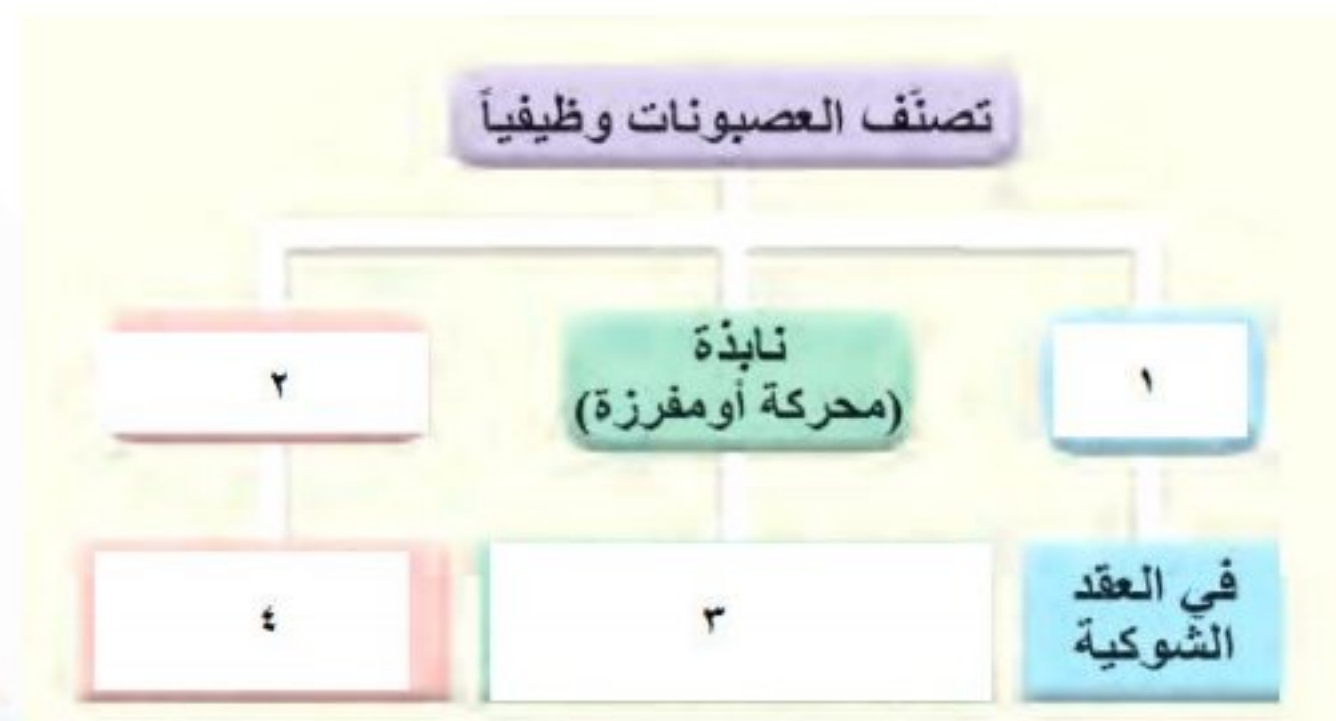 تصنَف العصبونات وظيفياً
١
نابذة
(محركة أومفرزة)
٢
في العقد
الشوكية
٣
٤